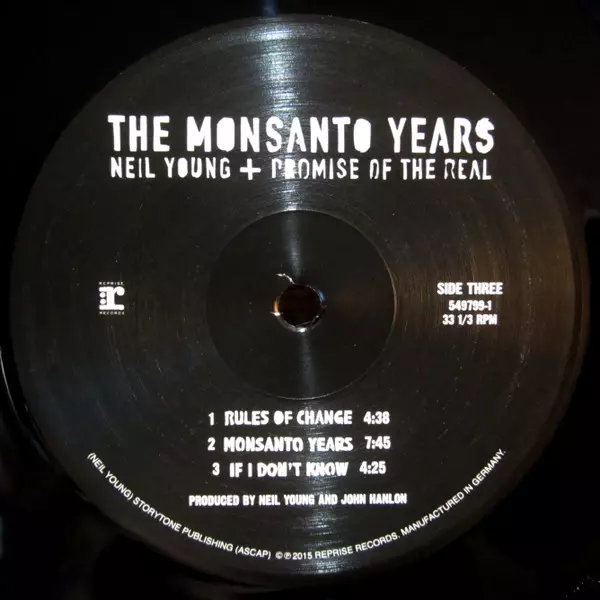 THE MONSANTO YEAR$
NEIL YOUNG + PROMISE OF THE REAL
REPRISE
:r
RECORDS
SIDE THREE
549799-1
33 1/3 RPM
1 RULES OF CHANGE 4:38
2 MONSANTO YEARS 7:45
3 IF I DON'T KNOW 4:25
PRODUCED BY NEIL YOUNG AND JOHN HANLON
(NEIL YOUNG) STORYTONE PUBLISHING (ASCAP) ©℗2015 REPRISE RECORDS. MANUFACTURED IN GERMANY.